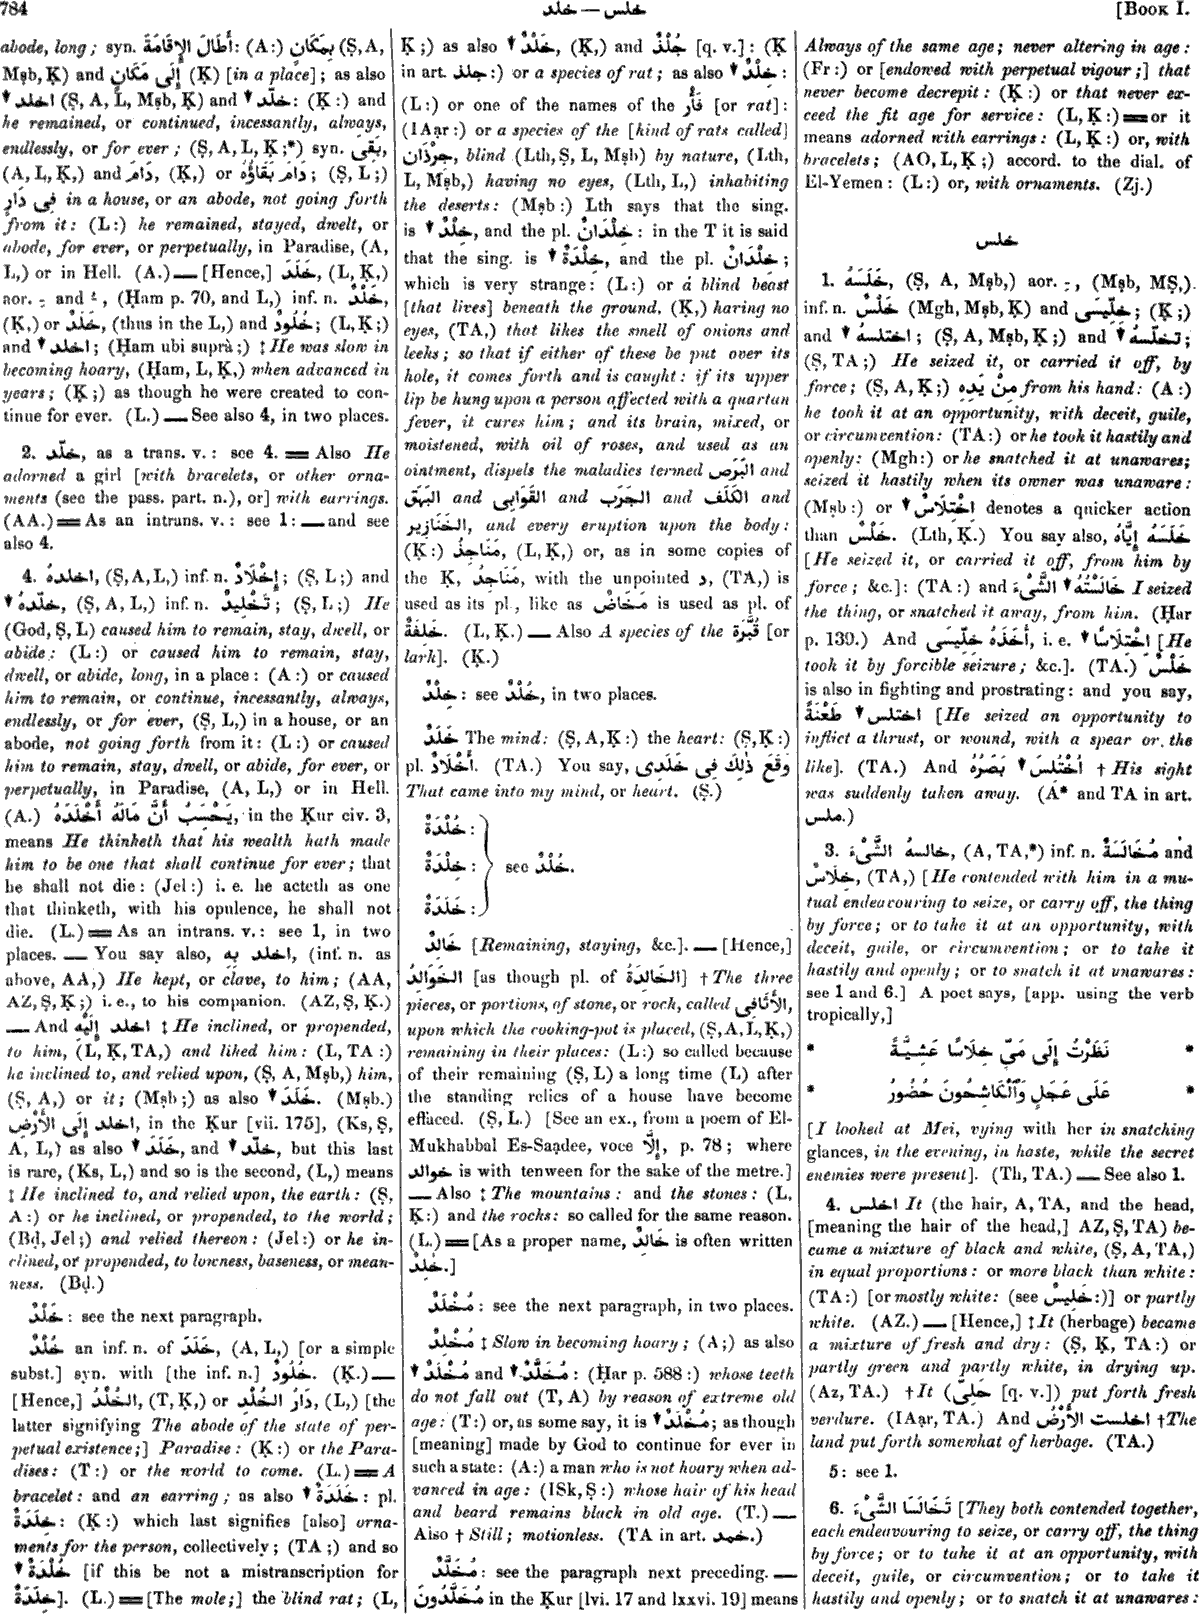 784
خلس — خلد
[BOOK I.
abode, long; syn. أَطَالَ الإِقَامَةَ: (A:) بِمَكَانٍ (Ṣ, A,
Mṣb, Ḳ) and إِلَى مَكَانٍ (Ḳ) [in a place]; as also
▼ اخلد (Ṣ, A, L, Mṣb, Ḳ) and ▼ خلّد: (Ḳ:) and
he remained, or continued, incessantly, always,
endlessly, or for ever; (Ṣ, A, L, Ḳ;*) syn. بَقِىَ,
(A, L, Ḳ,) and دَامَ, (Ḳ,) or دَامَ بَقَاؤُهُ; (Ṣ, L;)
فِى دَارٍ in a house, or an abode, not going forth
from it: (L:) he remained, stayed, dwelt, or
abode, for ever, or perpetually, in Paradise, (A,
L,) or in Hell. (A.) — [Hence,] خَلَدَ, (L, Ḳ,)
aor. ـِ and ـُ, (Ḥam p. 70, and L,) inf. n. خَلْدٌ,
(Ḳ,) or خَلَدٌ, (thus in the L,) and خُلُودٌ; (L, Ḳ;)
and ▼ اخلد; (Ḥam ubi suprà;) ‡ He was slow in
becoming hoary, (Ḥam, L, Ḳ,) when advanced in
years; (Ḳ;) as though he were created to con-
tinue for ever. (L.) — See also 4, in two places.
2. خلّد, as a trans. v.: see 4. = Also He
adorned a girl [with bracelets, or other orna-
ments (see the pass. part. n.), or] with earrings.
(AA.) = As an intrans. v.: see 1: — and see
also 4.
4. اخلدهُ, (Ṣ, A, L,) inf. n. إِخْلَادٌ; (Ṣ, L;) and
▼ خلّدهُ, (Ṣ, A, L,) inf. n. تَخْلِيدٌ; (Ṣ, L;) He
(God, Ṣ, L) caused him to remain, stay, dwell, or
abide: (L:) or caused him to remain, stay,
dwell, or abide, long, in a place: (A:) or caused
him to remain, or continue, incessantly, always,
endlessly, or for ever, (Ṣ, L,) in a house, or an
abode, not going forth from it: (L:) or caused
him to remain, stay, dwell, or abide, for ever, or
perpetually, in Paradise, (A, L,) or in Hell.
(A.) يَحْسَبُ أَنَّ مَالَهُ أَخْلَدَهُ, in the Ḳur civ. 3,
means He thinketh that his wealth hath made
him to be one that shall continue for ever; that
he shall not die: (Jel:) i. e. he acteth as one
that thinketh, with his opulence, he shall not
die. (L.) = As an intrans. v.: see 1, in two
places. — You say also, اخلد بِهِ, (inf. n. as
above, AA,) He kept, or clave, to him; (AA,
AZ, Ṣ, Ḳ;) i. e., to his companion. (AZ, Ṣ, Ḳ.)
— And اخلد إِلَيْهِ ‡ He inclined, or propended,
to him, (L, Ḳ, TA,) and liked him: (L, TA:)
he inclined to, and relied upon, (Ṣ, A, Mṣb,) him,
(Ṣ, A,) or it; (Mṣb;) as also ▼ خَلَدَ. (Mṣb.)
اخلد إِلَى الأَرْضِ, in the Ḳur [vii. 175], (Ks, Ṣ,
A, L,) as also ▼ خَلَدَ, and ▼ خلّد, but this last
is rare, (Ks, L,) and so is the second, (L,) means
‡ He inclined to, and relied upon, the earth: (Ṣ,
A:) or he inclined, or propended, to the world;
(Bḍ, Jel;) and relied thereon: (Jel:) or he in-
clined, or propended, to lowness, baseness, or mean-
ness. (Bḍ.)
خَلْدٌ: see the next paragraph.
خُلْدٌ an inf. n. of خَلَدَ, (A, L,) [or a simple
subst.] syn. with [the inf. n.] خُلُودٌ. (Ḳ.) —
[Hence,] الخُلْدُ, (T, Ḳ,) or دَارُ الخُلْدِ, (L,) [the
latter signifying The abode of the state of per-
petual existence;] Paradise: (Ḳ:) or the Para-
dises: (T:) or the world to come. (L.) = A
bracelet: and an earring; as also ▼ خَلَدَةٌ: pl.
خِلَدَةٌ: (Ḳ:) which last signifies [also] orna-
ments for the person, collectively; (TA;) and so
▼ خُلْدَةٌ [if this be not a mistranscription for
خِلَدَةٌ]. (L.) = [The mole;] the blind rat; (L,
Ḳ;) as also ▼ خَلْدٌ, (Ḳ,) and جُلْذٌ [q. v.]: (Ḳ
in art. جلذ:) or a species of rat; as also ▼ خِلْدٌ:
(L:) or one of the names of the فَأْر [or rat]:
(IAạr:) or a species of the [kind of rats called]
جِرْذَان, blind (Lth, Ṣ, L, Mṣb) by nature, (Lth,
L, Mṣb,) having no eyes, (Lth, L,) inhabiting
the deserts: (Mṣb:) Lth says that the sing.
is ▼ خِلْدٌ, and the pl. خِلْدَانٌ: in the T it is said
that the sing. is ▼ خِلْدَةٌ, and the pl. خِلْدَانٌ;
which is very strange: (L:) or a blind beast
[that lives] beneath the ground, (Ḳ,) having no
eyes, (TA,) that likes the smell of onions and
leeks; so that if either of these be put over its
hole, it comes forth and is caught: if its upper
lip be hung upon a person affected with a quartan
fever, it cures him; and its brain, mixed, or
moistened, with oil of roses, and used as an
ointment, dispels the maladies termed البَرَص and
البَهَق and القَوَابِى and الجَرَب and الكَلَف and
الخَنَازِير, and every eruption upon the body:
(Ḳ:) مَنَاجِذُ, (L, Ḳ,) or, as in some copies of
the Ḳ, مَنَاجِدُ, with the unpointed د, (TA,) is
used as its pl., like as مَخَاضٌ is used as pl. of
خَلِفَةٌ. (L, Ḳ.) — Also A species of the قُبَّرَة [or
lark]. (Ḳ.)
خِلْدٌ: see خُلْدٌ, in two places.
خَلَدٌ The mind: (Ṣ, A, Ḳ:) the heart: (Ṣ, Ḳ:)
pl. أَخْلَادٌ. (TA.) You say, وَقَعَ ذٰلِكَ فِى خَلَدِى
That came into my mind, or heart. (Ṣ.)
خُلْدَةٌ:
خِلْدَةٌ: } see خُلْدٌ.
خَلَدَةٌ:
خَالِدٌ [Remaining, staying, &c.]. — [Hence,]
الخَوَالِدُ [as though pl. of الخَالِدَةُ] † The three
pieces, or portions, of stone, or rock, called الأَثَافِى,
upon which the cooking-pot is placed, (Ṣ, A, L, Ḳ,)
remaining in their places: (L:) so called because
of their remaining (Ṣ, L) a long time (L) after
the standing relics of a house have become
effaced. (Ṣ, L.) [See an ex., from a poem of El-
Mukhabbal Es-Saạdee, voce إِلَّا, p. 78; where
خوالد is with tenween for the sake of the metre.]
— Also ‡ The mountains: and the stones: (L,
Ḳ:) and the rocks: so called for the same reason.
(L.) = [As a proper name, خَالِدٌ is often written
خٰلِدٌ.]
مُخْلَدٌ: see the next paragraph, in two places.
مُخْلِدٌ ‡ Slow in becoming hoary; (A;) as also
▼ مُخْلَدٌ and ▼ مُخَلَّدٌ: (Ḥar p. 588:) whose teeth
do not fall out (T, A) by reason of extreme old
age: (T:) or, as some say, it is ▼ مُخْلَدٌ; as though
[meaning] made by God to continue for ever in
such a state: (A:) a man who is not hoary when ad-
vanced in age: (ISk, Ṣ:) whose hair of his head
and beard remains black in old age. (T.) —
Also † Still; motionless. (TA in art. خمد.)
مُخَلَّدٌ: see the paragraph next preceding. —
مُخَلَّدُونَ in the Ḳur [lvi. 17 and lxxvi. 19] means
Always of the same age; never altering in age:
(Fr:) or [endowed with perpetual vigour;] that
never become decrepit: (Ḳ:) or that never ex-
ceed the fit age for service: (L, Ḳ:) = or it
means adorned with earrings: (L, Ḳ:) or, with
bracelets; (AO, L, Ḳ;) accord. to the dial. of
El-Yemen: (L:) or, with ornaments. (Zj.)
خلس
1. خَلَسَهُ, (Ṣ, A, Mṣb,) aor. ـِ, (Mṣb, MṢ,)
inf. n. خَلْسٌ (Mgh, Mṣb, Ḳ) and خِلِّيسَى; (Ḳ;)
and ▼ اختلسهُ; (Ṣ, A, Mṣb, Ḳ;) and ▼ تخلّسهُ;
(Ṣ, TA;) He seized it, or carried it off, by
force; (Ṣ, A, Ḳ;) مِنْ يَدِهِ from his hand: (A:)
he took it at an opportunity, with deceit, guile,
or circumvention: (TA:) or he took it hastily and
openly: (Mgh:) or he snatched it at unawares;
seized it hastily when its owner was unaware:
(Mṣb:) or ▼ اِخْتِلَاسٌ denotes a quicker action
than خَلْسٌ. (Lth, Ḳ.) You say also, خَلَسَهُ إِيَّاهُ
[He seized it, or carried it off, from him by
force; &c.]: (TA:) and خَالَسْتُهُ ▼ الشَّىْءَ I seized
the thing, or snatched it away, from him. (Ḥar
p. 139.) And أَخَذَهُ خِلِّيسَى, i. e. ▼ اِخْتِلَاسًا [He
took it by forcible seizure; &c.]. (TA.) خَلْسٌ
is also in fighting and prostrating: and you say,
اختلس ▼ طَعْنَةً [He seized an opportunity to
inflict a thrust, or wound, with a spear or the
like]. (TA.) And اُخْتُلِسَ ▼ بَصَرُهُ † His sight
was suddenly taken away. (A* and TA in art.
ملس.)
3. خالسهُ الشَّىْءَ, (A, TA,*) inf. n. مُخَالَسَةٌ and
خِلَاسٌ, (TA,) [He contended with him in a mu-
tual endeavouring to seize, or carry off, the thing
by force; or to take it at an opportunity, with
deceit, guile, or circumvention; or to take it
hastily and openly; or to snatch it at unawares:
see 1 and 6.] A poet says, [app. using the verb
tropically,]
* نَظَرْتُ إِلَى مَىٍّ خِلَاسًا عَشِيَّةً *
* عَلَى عَجَلٍ وَالْكَاشِحُونَ حُضُورُ *
[I looked at Mei, vying with her in snatching
glances, in the evening, in haste, while the secret
enemies were present]. (Th, TA.) — See also 1.
4. اخلس It (the hair, A, TA, and the head,
[meaning the hair of the head,] AZ, Ṣ, TA) be-
came a mixture of black and white, (Ṣ, A, TA,)
in equal proportions: or more black than white:
(TA:) [or mostly white: (see خَلِيسٌ:)] or partly
white. (AZ.) — [Hence,] ‡ It (herbage) became
a mixture of fresh and dry: (Ṣ, Ḳ, TA:) or
partly green and partly white, in drying up.
(Az, TA.) † It (حَلِىّ [q. v.]) put forth fresh
verdure. (IAạr, TA.) And اخلست الأَرْضُ † The
land put forth somewhat of herbage. (TA.)
5: see 1.
6. تَخَالَسَا الشَّىْءَ [They both contended together,
each endeavouring to seize, or carry off, the thing
by force; or to take it at an opportunity, with
deceit, guile, or circumvention; or to take it
hastily and openly; or to snatch it at unawares: